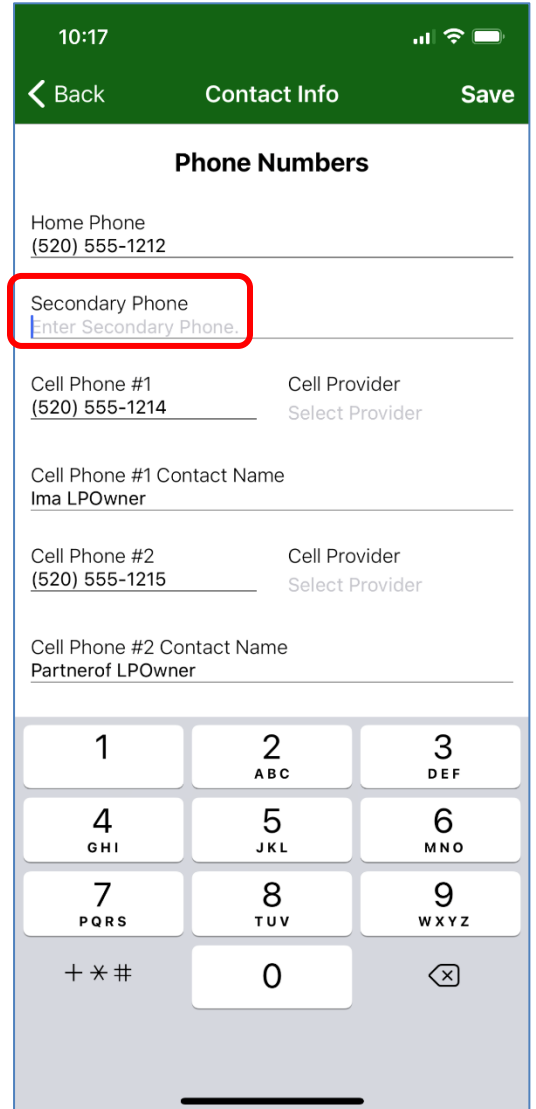 10:17
Back Contact Info Save
Phone Numbers
Home Phone
(520) 555-1212
Secondary Phone
Enter Secondary Phone.
Cell Phone #1 Cell Provider
(520) 555-1214 Select Provider
Cell Phone #1 Contact Name
Ima LPOwner
Cell Phone #2 Cell Provider
(520) 555-1215 Select Provider
Cell Phone #2 Contact Name
Partnerof LPOwner
1 2 3
ABC DEF
4 5 6
GHI JKL MNO
7 8 9
PQRS TUV WXYZ
+*# 0